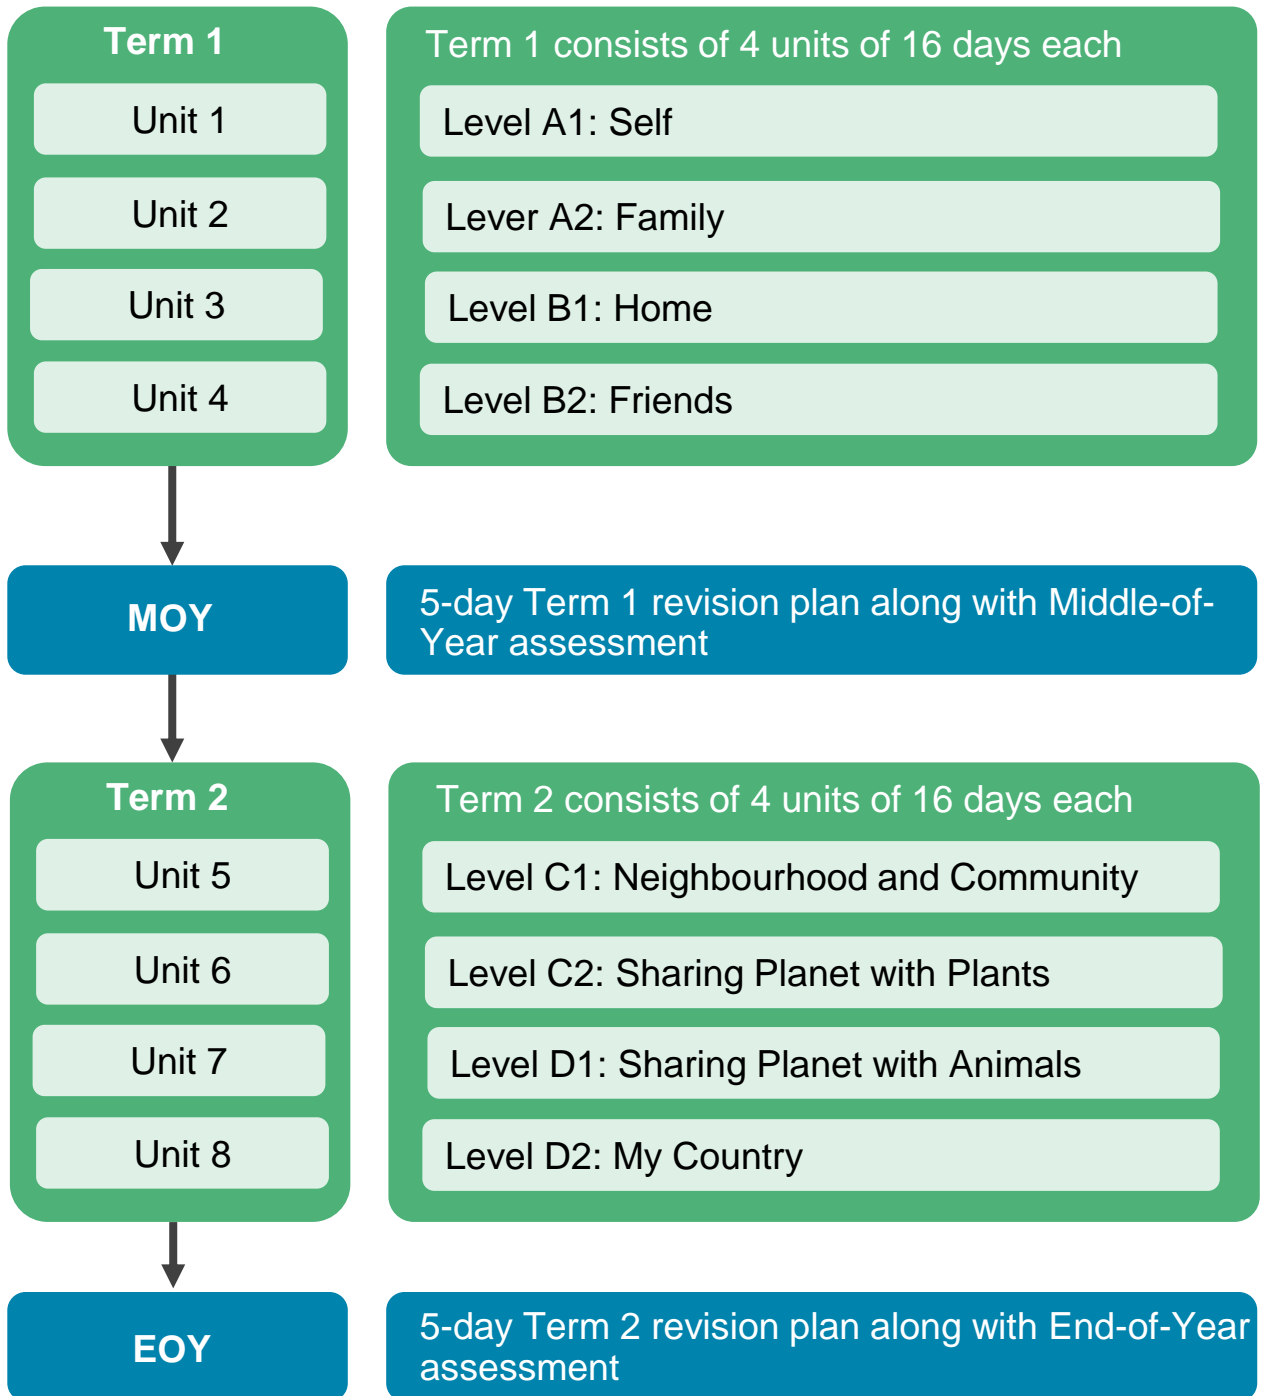 Term 1
Unit 1
Unit 2
Unit 3
Unit 4
Term 1 consists of 4 units of 16 days each
Level A1: Self
Lever A2: Family
Level B1: Home
Level B2: Friends
MOY
5-day Term 1 revision plan along with Middle-of-
Year assessment
Term 2
Unit 5
Unit 6
Unit 7
Unit 8
Term 2 consists of 4 units of 16 days each
Level C1: Neighbourhood and Community
Level C2: Sharing Planet with Plants
Level D1: Sharing Planet with Animals
Level D2: My Country
EOY
5-day Term 2 revision plan along with End-of-Year
assessment